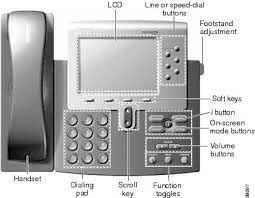 LCD
Line or speed-dial
buttons
Footstand
adjustment
Soft keys
i button
On-screen
mode buttons
Volume
buttons
Handset
Dialing
pad
Scroll
key
Function
toggles